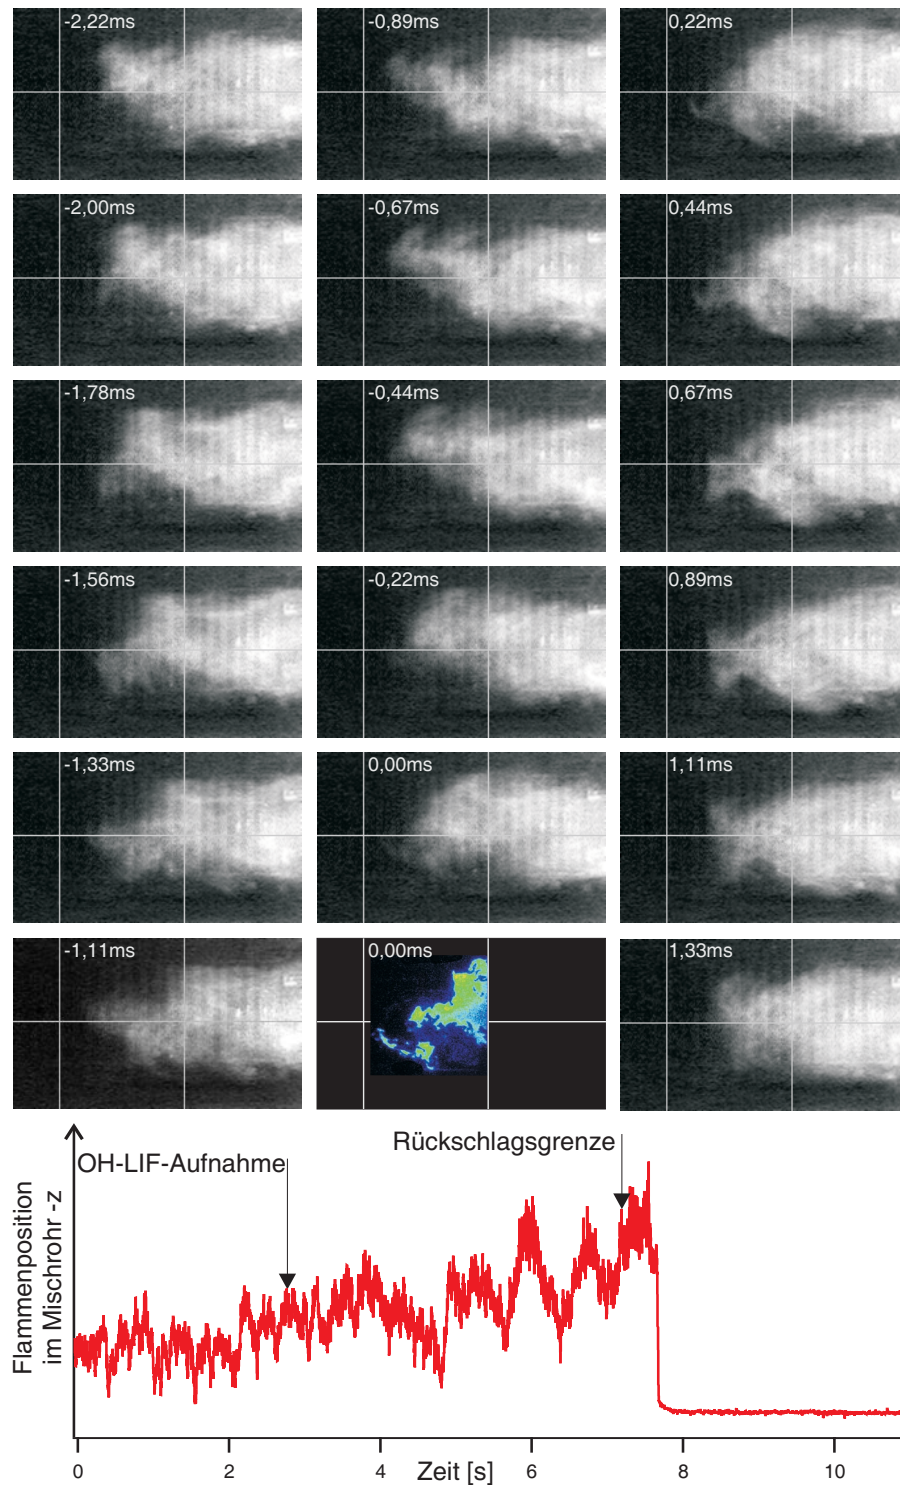 -2,22ms
-0,89ms
0,22ms
-2,00ms
-0,67ms
0,44ms
-1,78ms
-0,44ms
0,67ms
-1,56ms
-0,22ms
0,89ms
-1,33ms
0,00ms
1,11ms
-1,11ms
0,00ms
1,33ms
OH-LIF-Aufnahme
Rückschlagsgrenze
Flammenposition
im Mischrohr -z
0 2 4 6 8 10
Zeit [s]